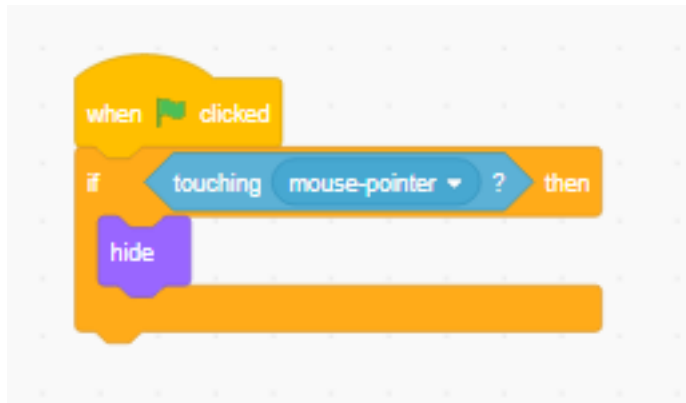 when clicked
if touching mouse-pointer ? then
hide